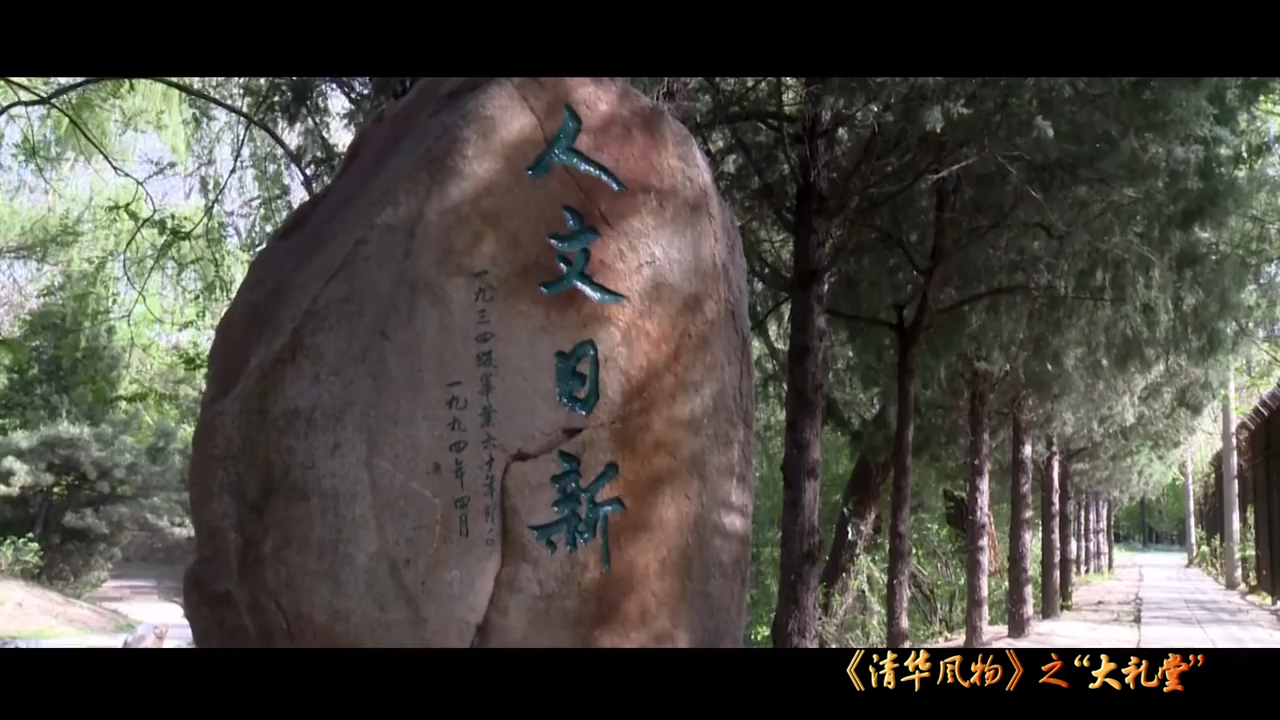 人文日新
一九三四级毕业六十年
一九九四年四月
《清华风物》之“大礼堂”